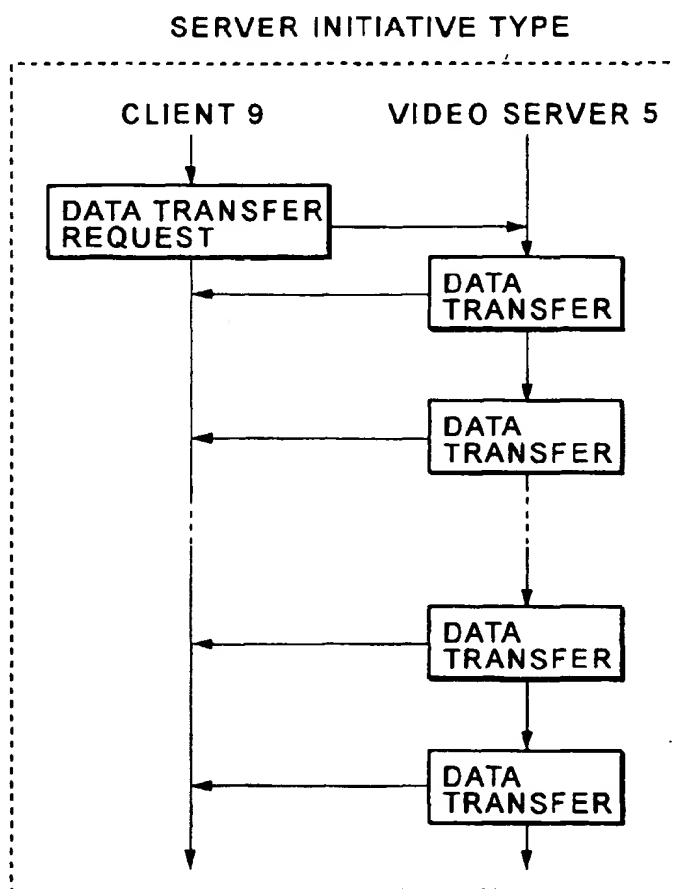 SERVER INITIATIVE TYPE
CLIENT 9
VIDEO SERVER 5
DATA TRANSFER
REQUEST
DATA
TRANSFER
DATA
TRANSFER
DATA
TRANSFER
DATA
TRANSFER